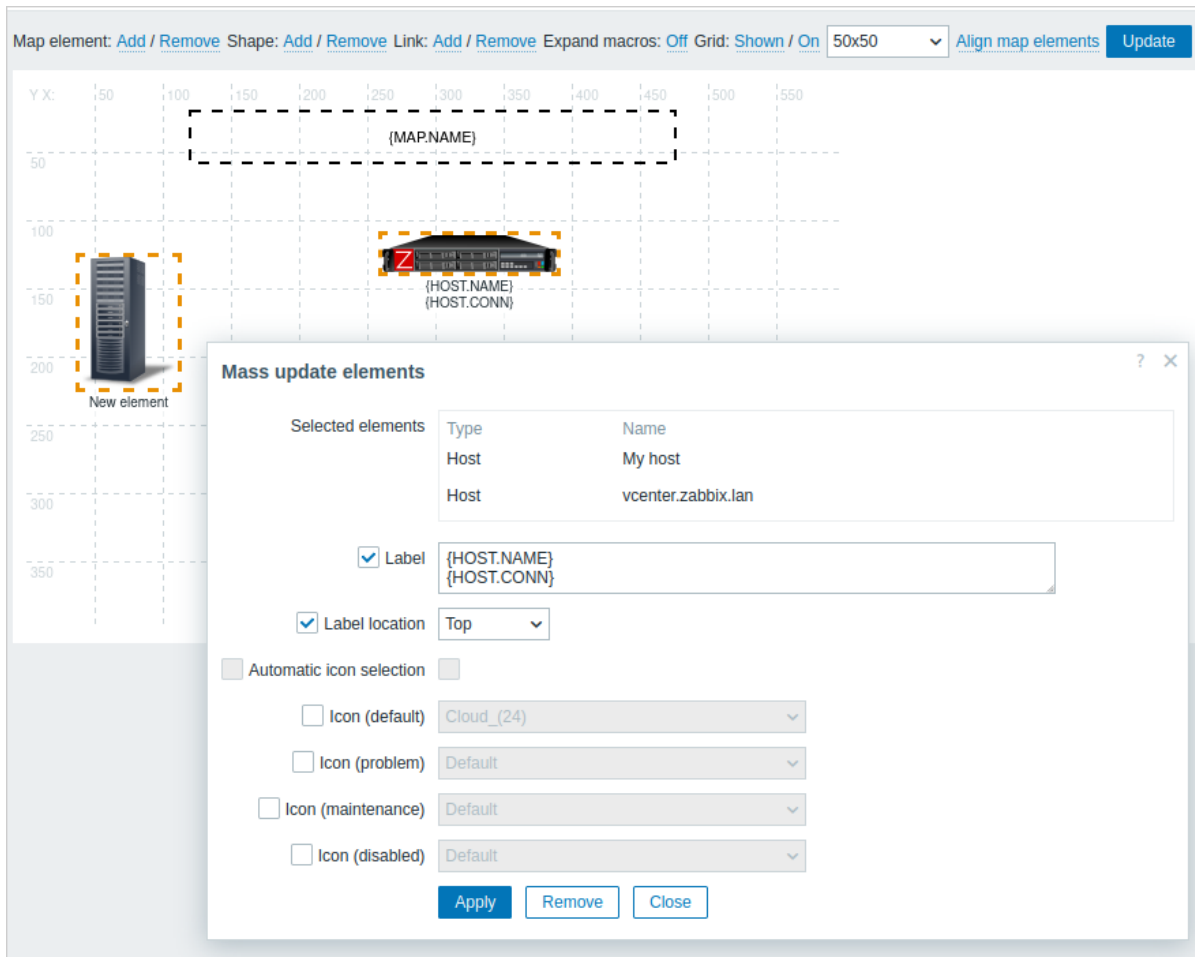 Map element: Add / Remove Shape: Add / Remove Link: Add / Remove Expand macros: Off Grid: Shown / On 50x50 Align map elements Update
Y X: 50 100 150 200 250 300 350 400 450 500 550
{MAP.NAME}
50
100
Z
{HOST.NAME}
150
{HOST.CONN}
200
New element
250
300
350
Mass update elements
? ×
Selected elements
Type Name
Host My host
Host vcenter.zabbix.lan
Label {HOST.NAME}
{HOST.CONN}
Label location Top
Automatic icon selection
Icon (default) Cloud_(24)
Icon (problem) Default
Icon (maintenance) Default
Icon (disabled) Default
Apply Remove Close